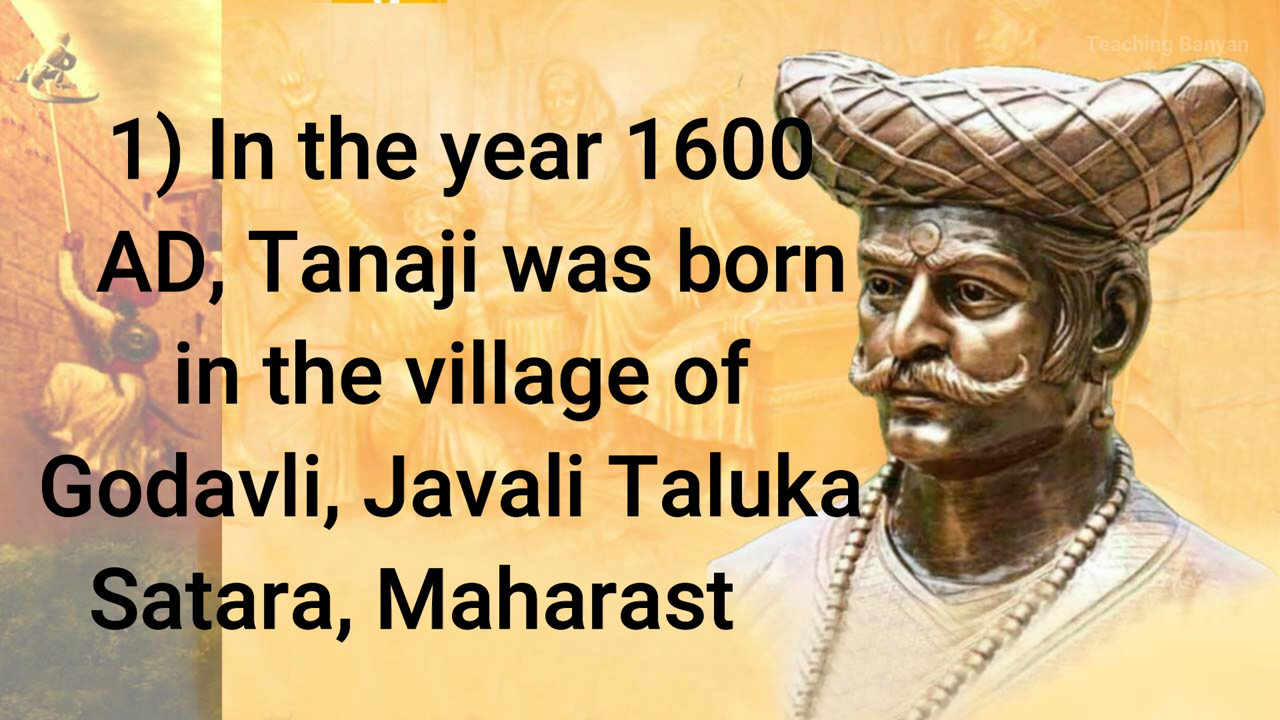 Teaching Banyan
1) In the year 1600
AD, Tanaji was born
in the village of
Godavli, Javali Taluka
Satara, Maharast